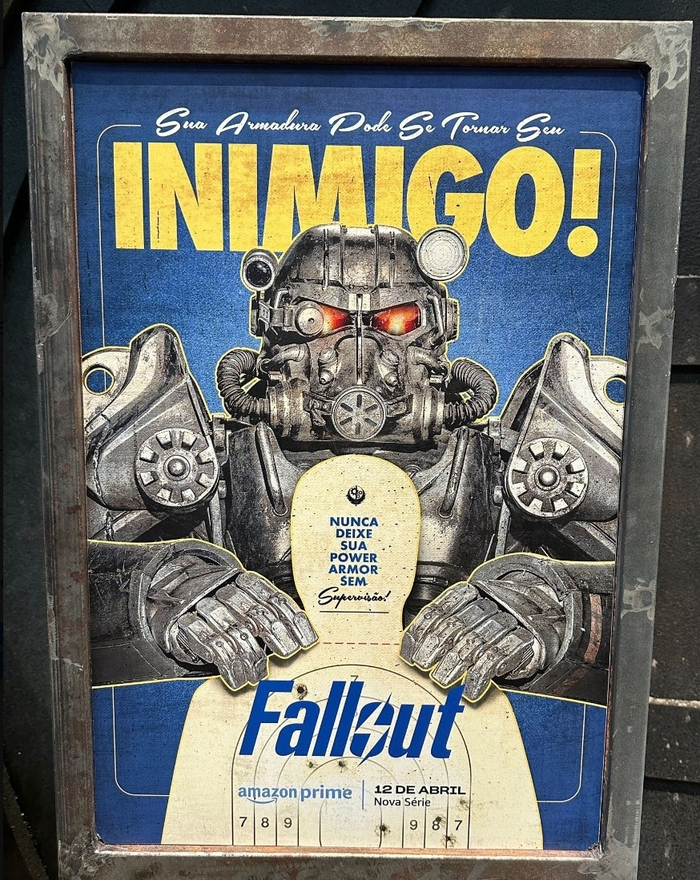 Sua Armadura Pode Se Tornar Seu
INIMIGO!
NUNCA
DEIXE
SUA
POWER
ARMOR
SEM
Supervisão!
7
Fallout
amazon prime | 12 DE ABRIL
Nova Série
7 8 9 9 8 7